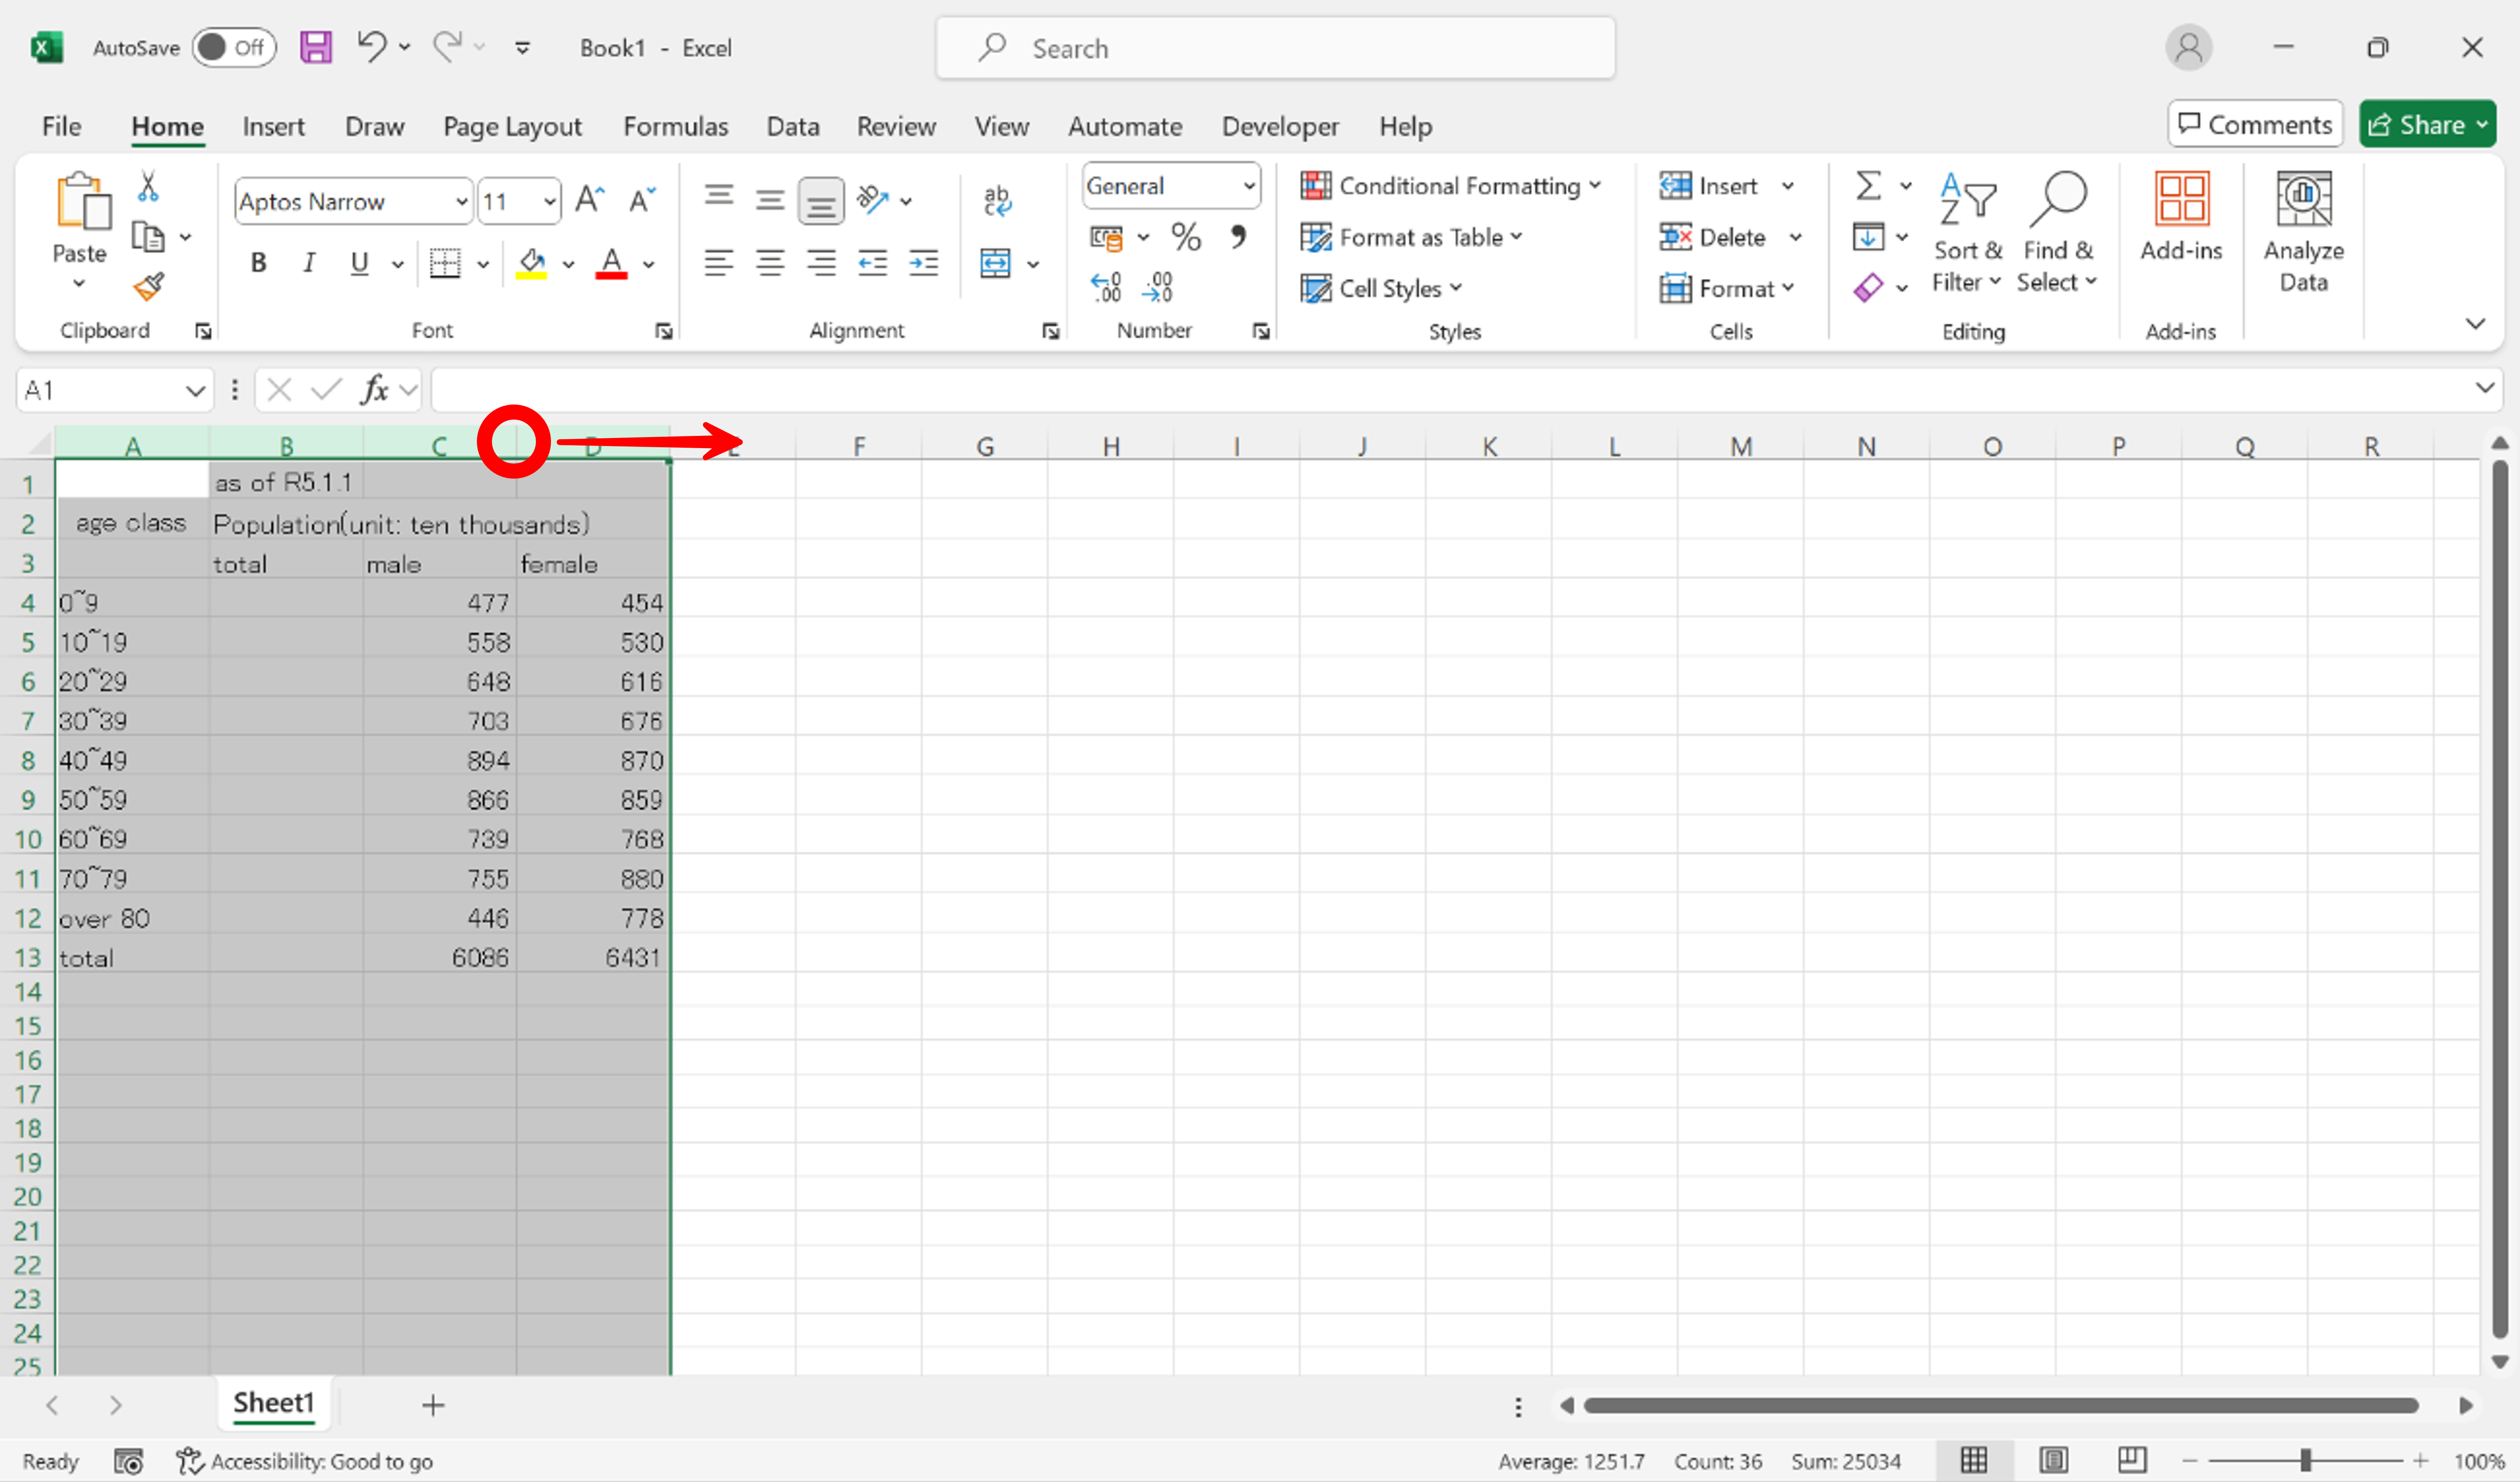 AutoSave Off Book1 - Excel Search
File Home Insert Draw Page Layout Formulas Data Review View Automate Developer Help Comments Share
Paste
Clipboard
Aptos Narrow 11
B I U A
Font
ab
c
Alignment
General
% 9
.00 .00
Number
Conditional Formatting
Format as Table
Cell Styles
Styles
Insert
Delete
Format
Cells
Sort &
Filter
Find &
Select
Editing
Add-ins
Add-ins
Analyze
Data
A1 fx
A B C D E F G H I J K L M N O P Q R
1 as of R5.1.1
2 age class Population(unit: ten thousands)
3 total male female
4 0~9 477 454
5 10~19 558 530
6 20~29 648 616
7 30~39 703 676
8 40~49 894 870
9 50~59 866 859
10 60~69 739 768
11 70~79 755 880
12 over 80 446 778
13 total 6086 6431
14
15
16
17
18
19
20
21
22
23
24
25
Sheet1
Ready Accessibility: Good to go Average: 1251.7 Count: 36 Sum: 25034 100%